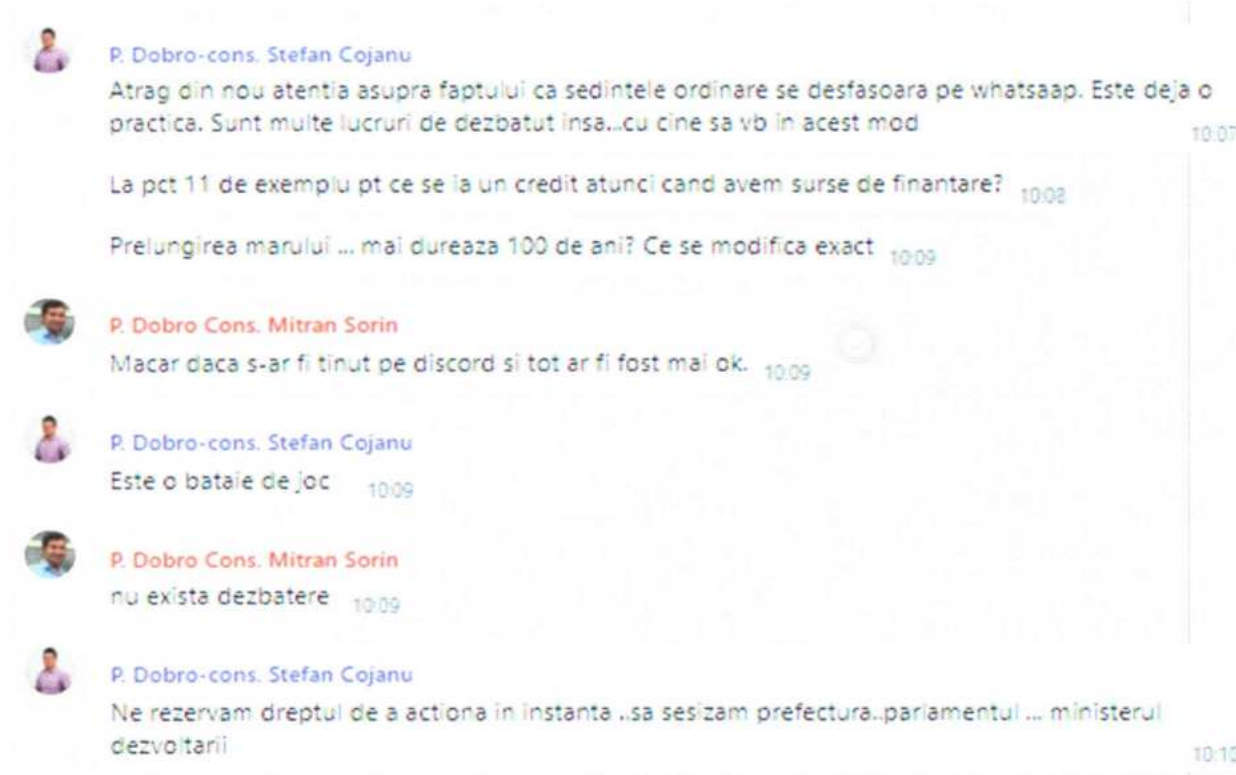 P. Dobro-cons. Stefan Cojanu
Atrag din nou atentia asupra faptului ca sedintele ordinare se desfasoara pe whatsaap. Este deja o
practica. Sunt multe lucruri de dezbatut insa...cu cine sa vb in acest mod
10:07
La pct 11 de exemplu pt ce se ia un credit atunci cand avem surse de finantare? 10:08
Prelungirea marului ... mai dureaza 100 de ani? Ce se modifica exact 10:09
P. Dobro Cons. Mitran Sorin
Macar daca s-ar fi tinut pe discord si tot ar fi fost mai ok. 10:09
P. Dobro-cons. Stefan Cojanu
Este o bataie de joc 10:09
P. Dobro Cons. Mitran Sorin
nu exista dezbatere 10:09
P. Dobro-cons. Stefan Cojanu
Ne rezervam dreptul de a actiona in instanta ..sa sesizam prefectura..parlamentul ... ministerul
dezvoltarii
10:10